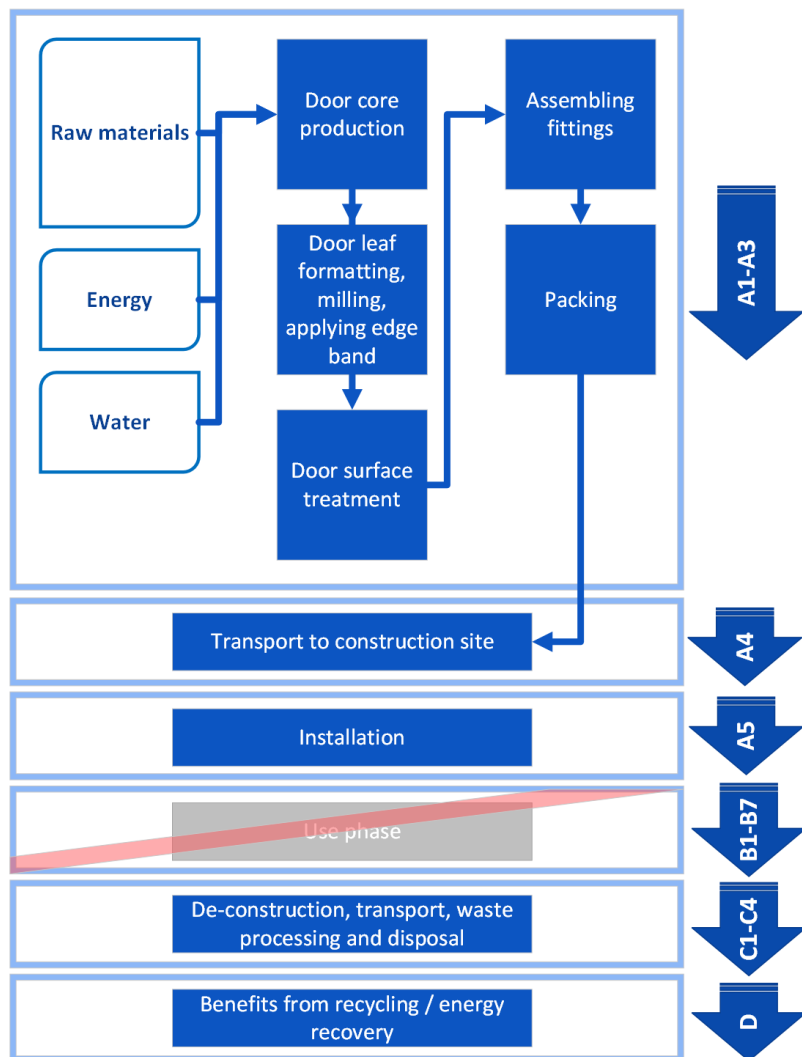 Raw materials
Energy
Water
Door core
production
Door leaf
formatting,
milling,
applying edge
band
Door surface
treatment
Assembling
fittings
Packing
A1-A3
Transport to construction site
A4
Installation
A5
Use phase
B1-B7
De-construction, transport, waste
processing and disposal
C1-C4
Benefits from recycling / energy
recovery
D